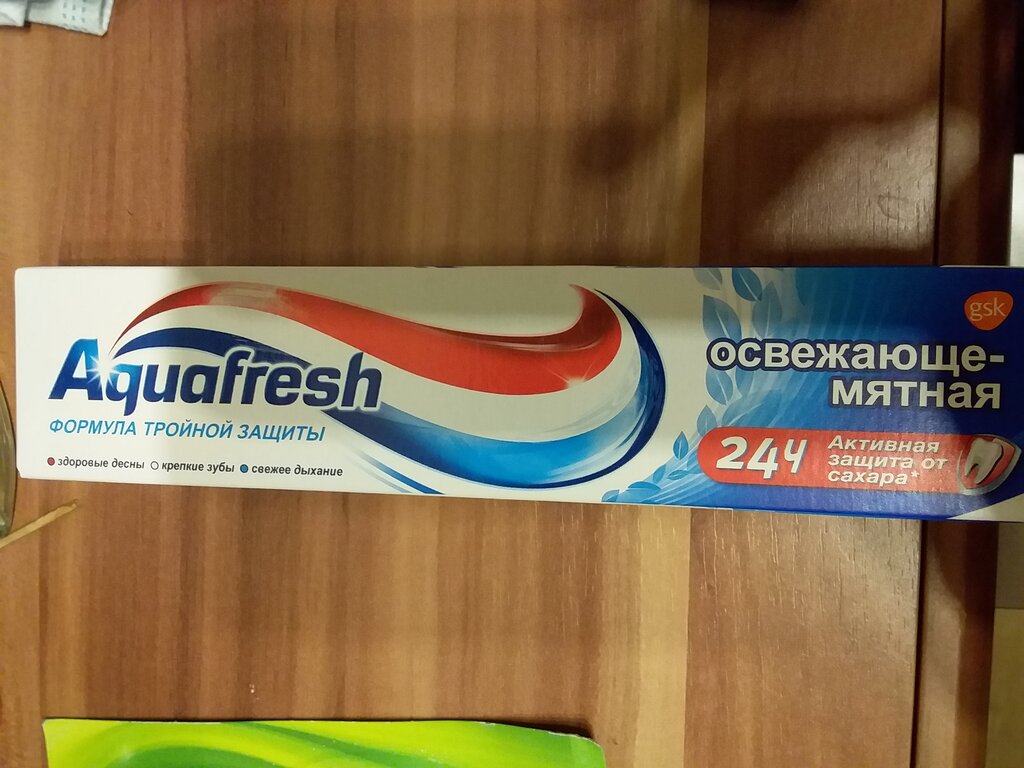 Aquafresh
ФОРМУЛА ТРОЙНОЙ ЗАЩИТЫ
здоровые десны крепкие зубы свежее дыхание
gsk
освежающе-
мятная
24Ч
Активная
защита от
сахара*